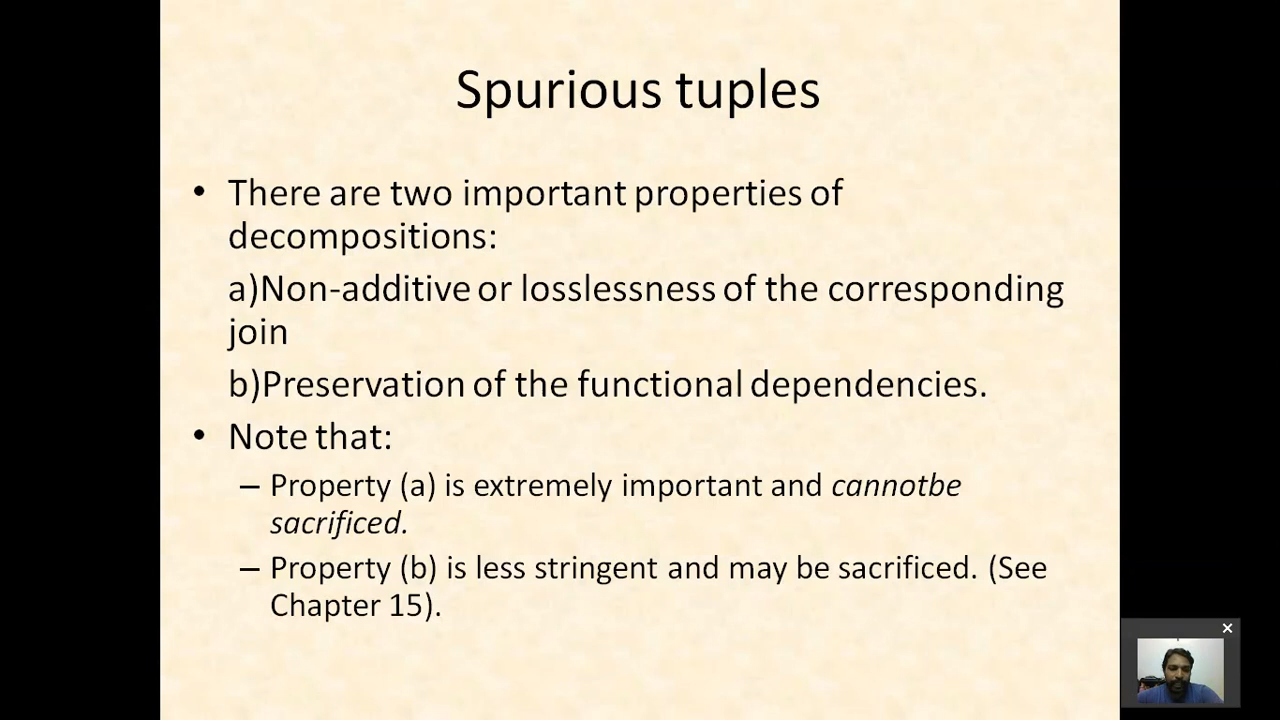 Spurious tuples
• There are two important properties of
decompositions:
a)Non-additive or losslessness of the corresponding
join
b)Preservation of the functional dependencies.
• Note that:
– Property (a) is extremely important and cannotbe
sacrificed.
– Property (b) is less stringent and may be sacrificed. (See
Chapter 15).